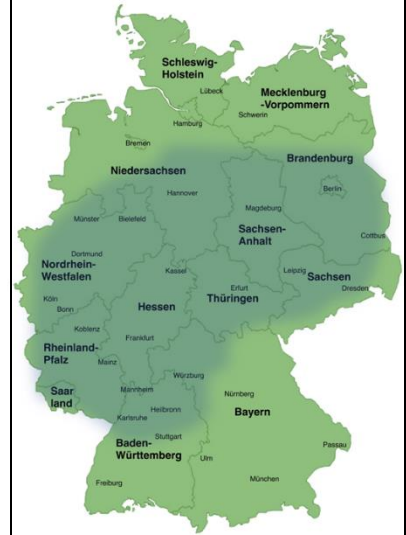 Schleswig-
Holstein
Lübeck
Mecklenburg
-Vorpommern
Hamburg
Schwerin
Bremen
Niedersachsen
Brandenburg
Hannover
Berlin
Münster
Bielefeld
Magdeburg
Sachsen-
Anhalt
Cottbus
Dortmund
Nordrhein-
Westfalen
Kassel
Leipzig
Sachsen
Dresden
Erfurt
Thüringen
Köln
Bonn
Hessen
Koblenz
Frankfurt
Rheinland-
Pfalz
Mainz
Würzburg
Saar
land
Mannheim
Nürnberg
Heilbronn
Karlsruhe
Bayern
Stuttgart
Baden-
Württemberg
Passau
Ulm
Freiburg
München